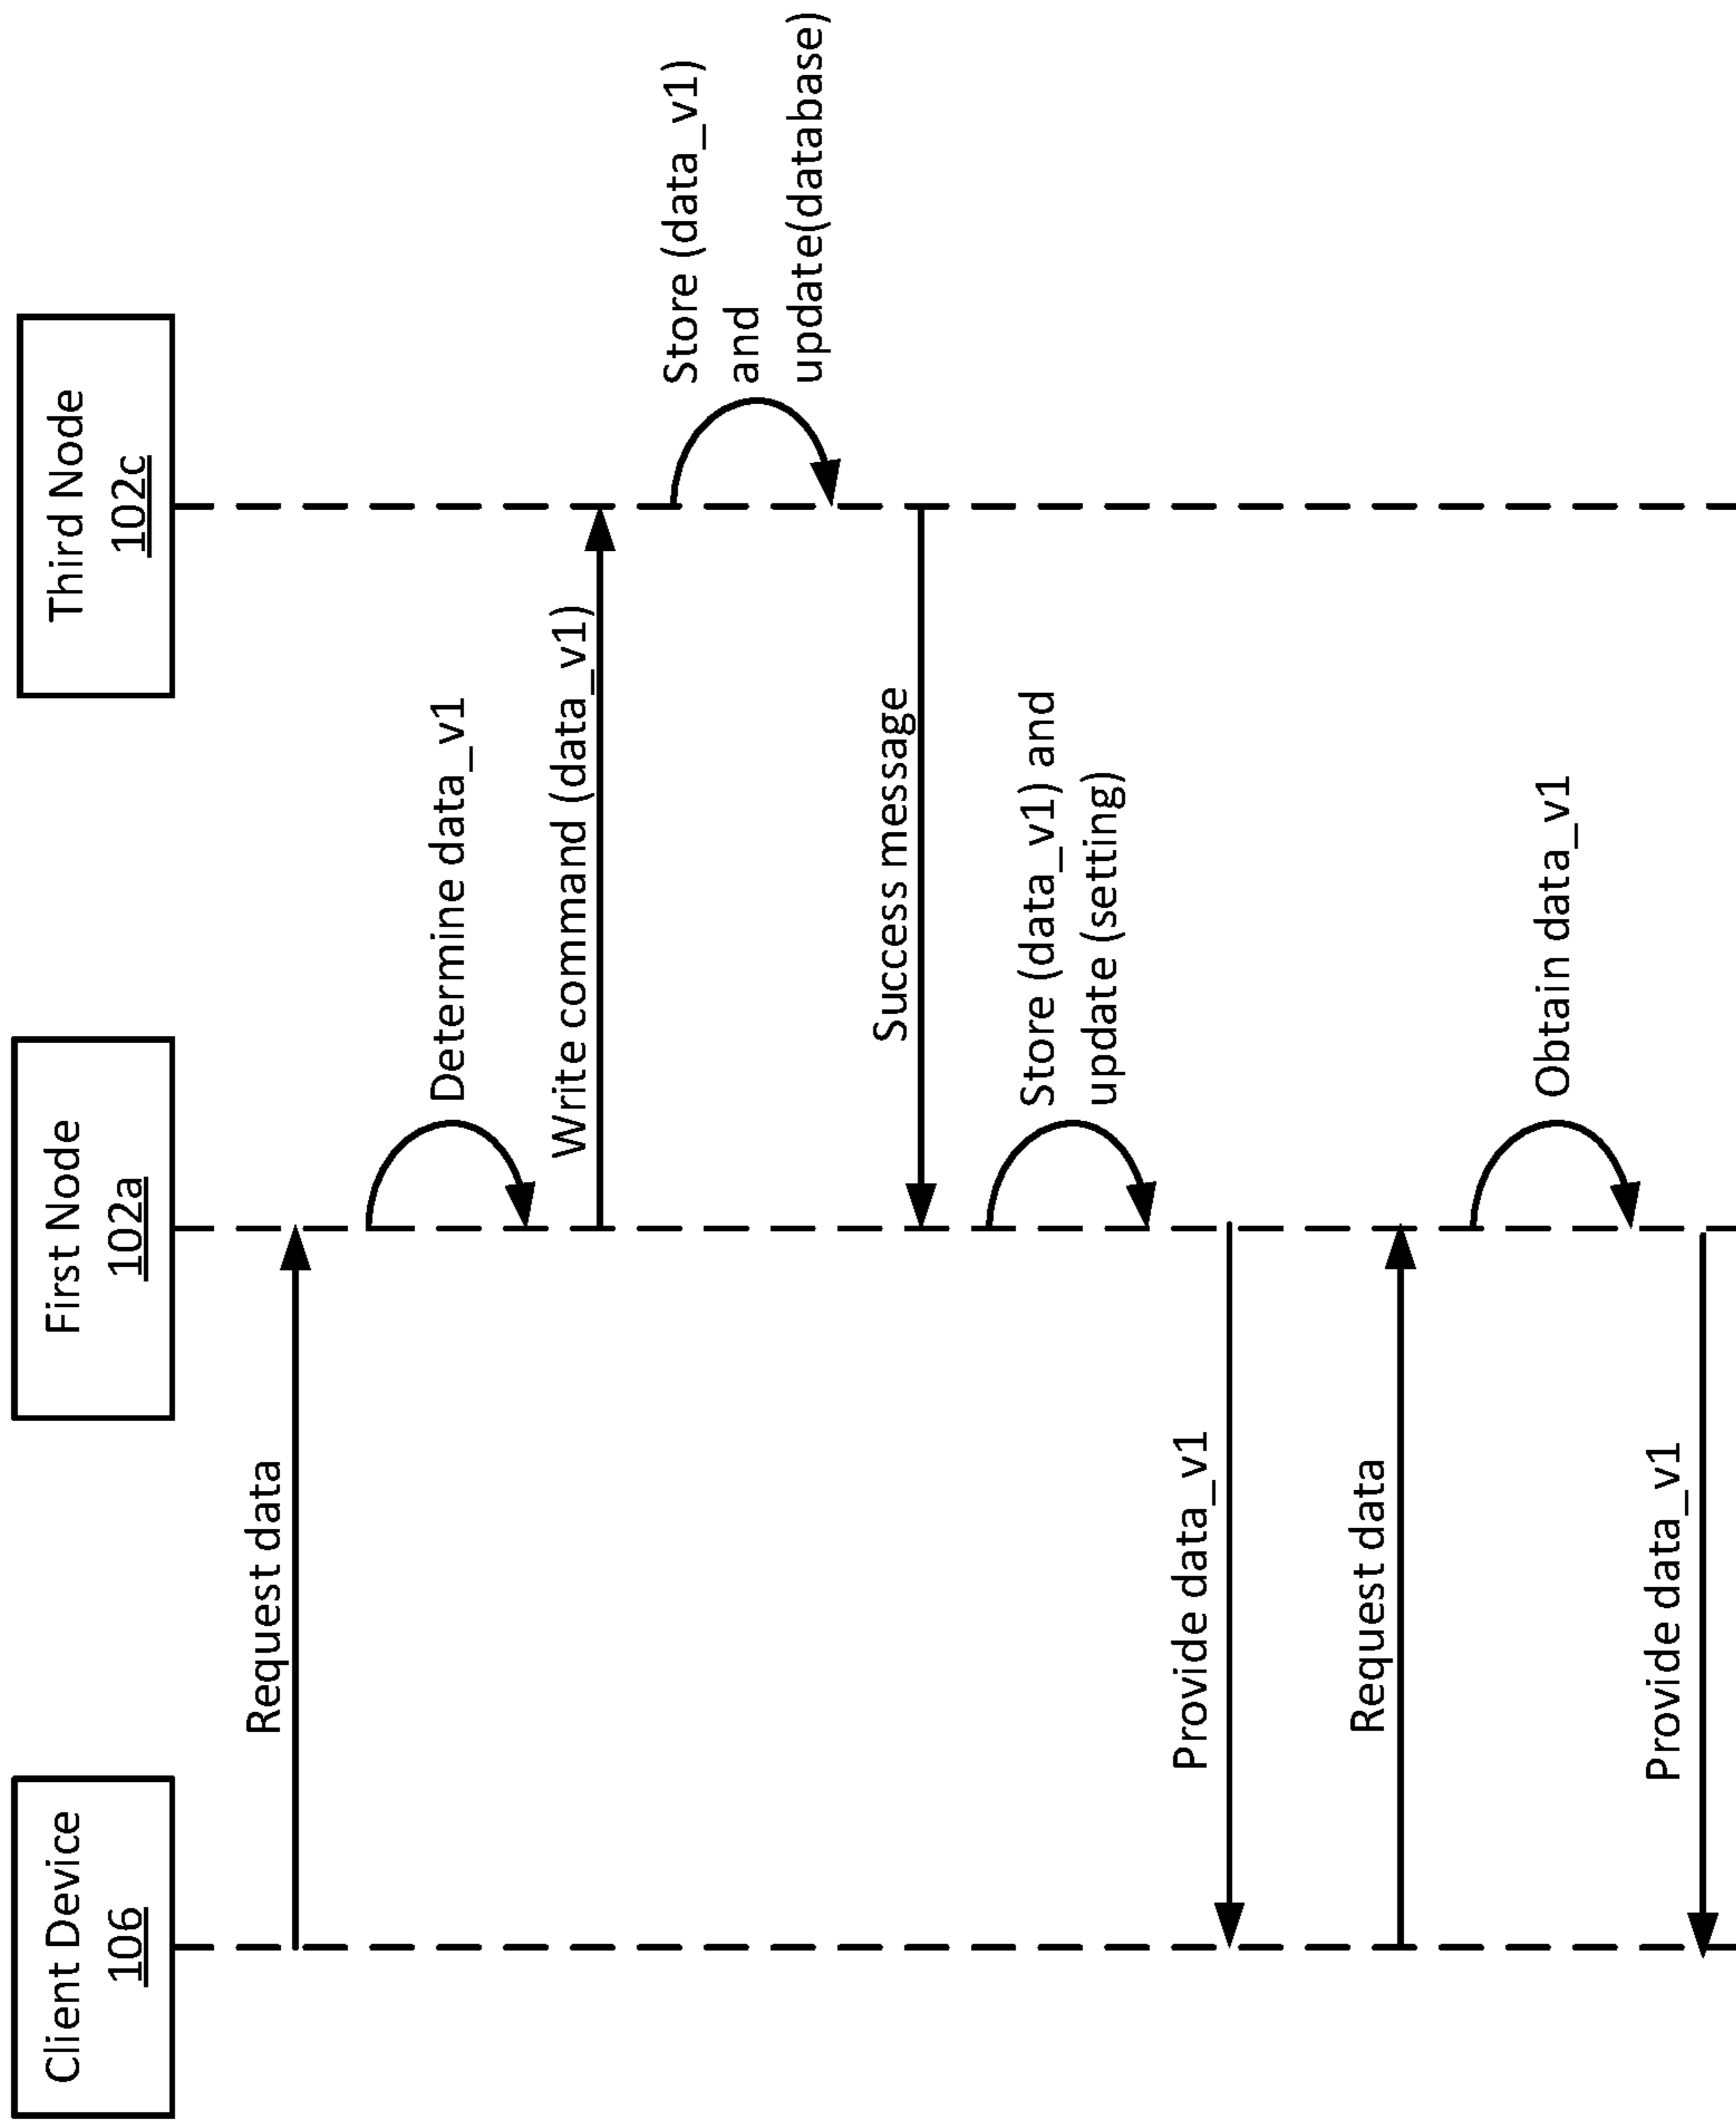 Client Device
106
First Node
102a
Third Node
102c
Request data
Determine data_v1
Write command (data_v1)
Store (data_v1)
and
update(database)
Success message
Store (data_v1) and
update (setting)
Provide data_v1
Request data
Obtain data_v1
Provide data_v1